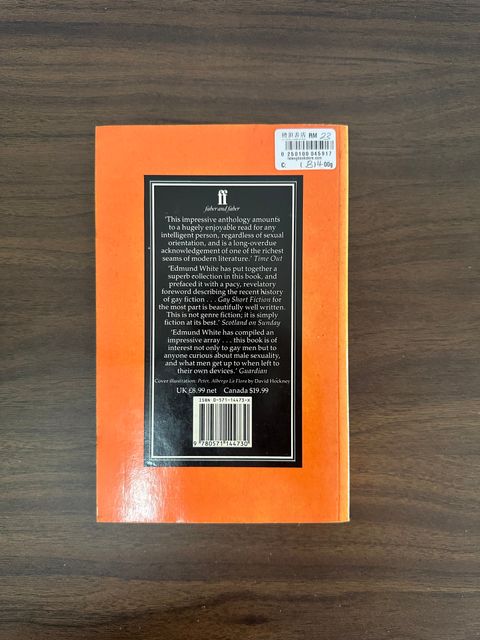 RM 23
0 250100 045917
C:
ff
faber and faber
'This impressive anthology amounts
to a hugely enjoyable read for any
intelligent person, regardless of sexual
orientation, and is a long-overdue
acknowledgement of one of the richest
seams of modern literature.' Time Out
'Edmund White has put together a
superb collection in this book, and
prefaced it with a pacy, revelatory
foreword describing the recent history
of gay fiction . . . Gay Short Fiction for
the most part is beautifully well written.
This is not genre fiction; it is simply
fiction at its best.' Scotland on Sunday
'Edmund White has compiled an
impressive array . . . this book is of
interest not only to gay men but to
anyone curious about male sexuality,
and what men get up to when left to
their own devices.' Guardian
Cover illustration: Peter, Albergo La Flora by David Hockney
UK £8.99 net Canada $19.99
ISBN 0-571-14473-X
9 780571 144730